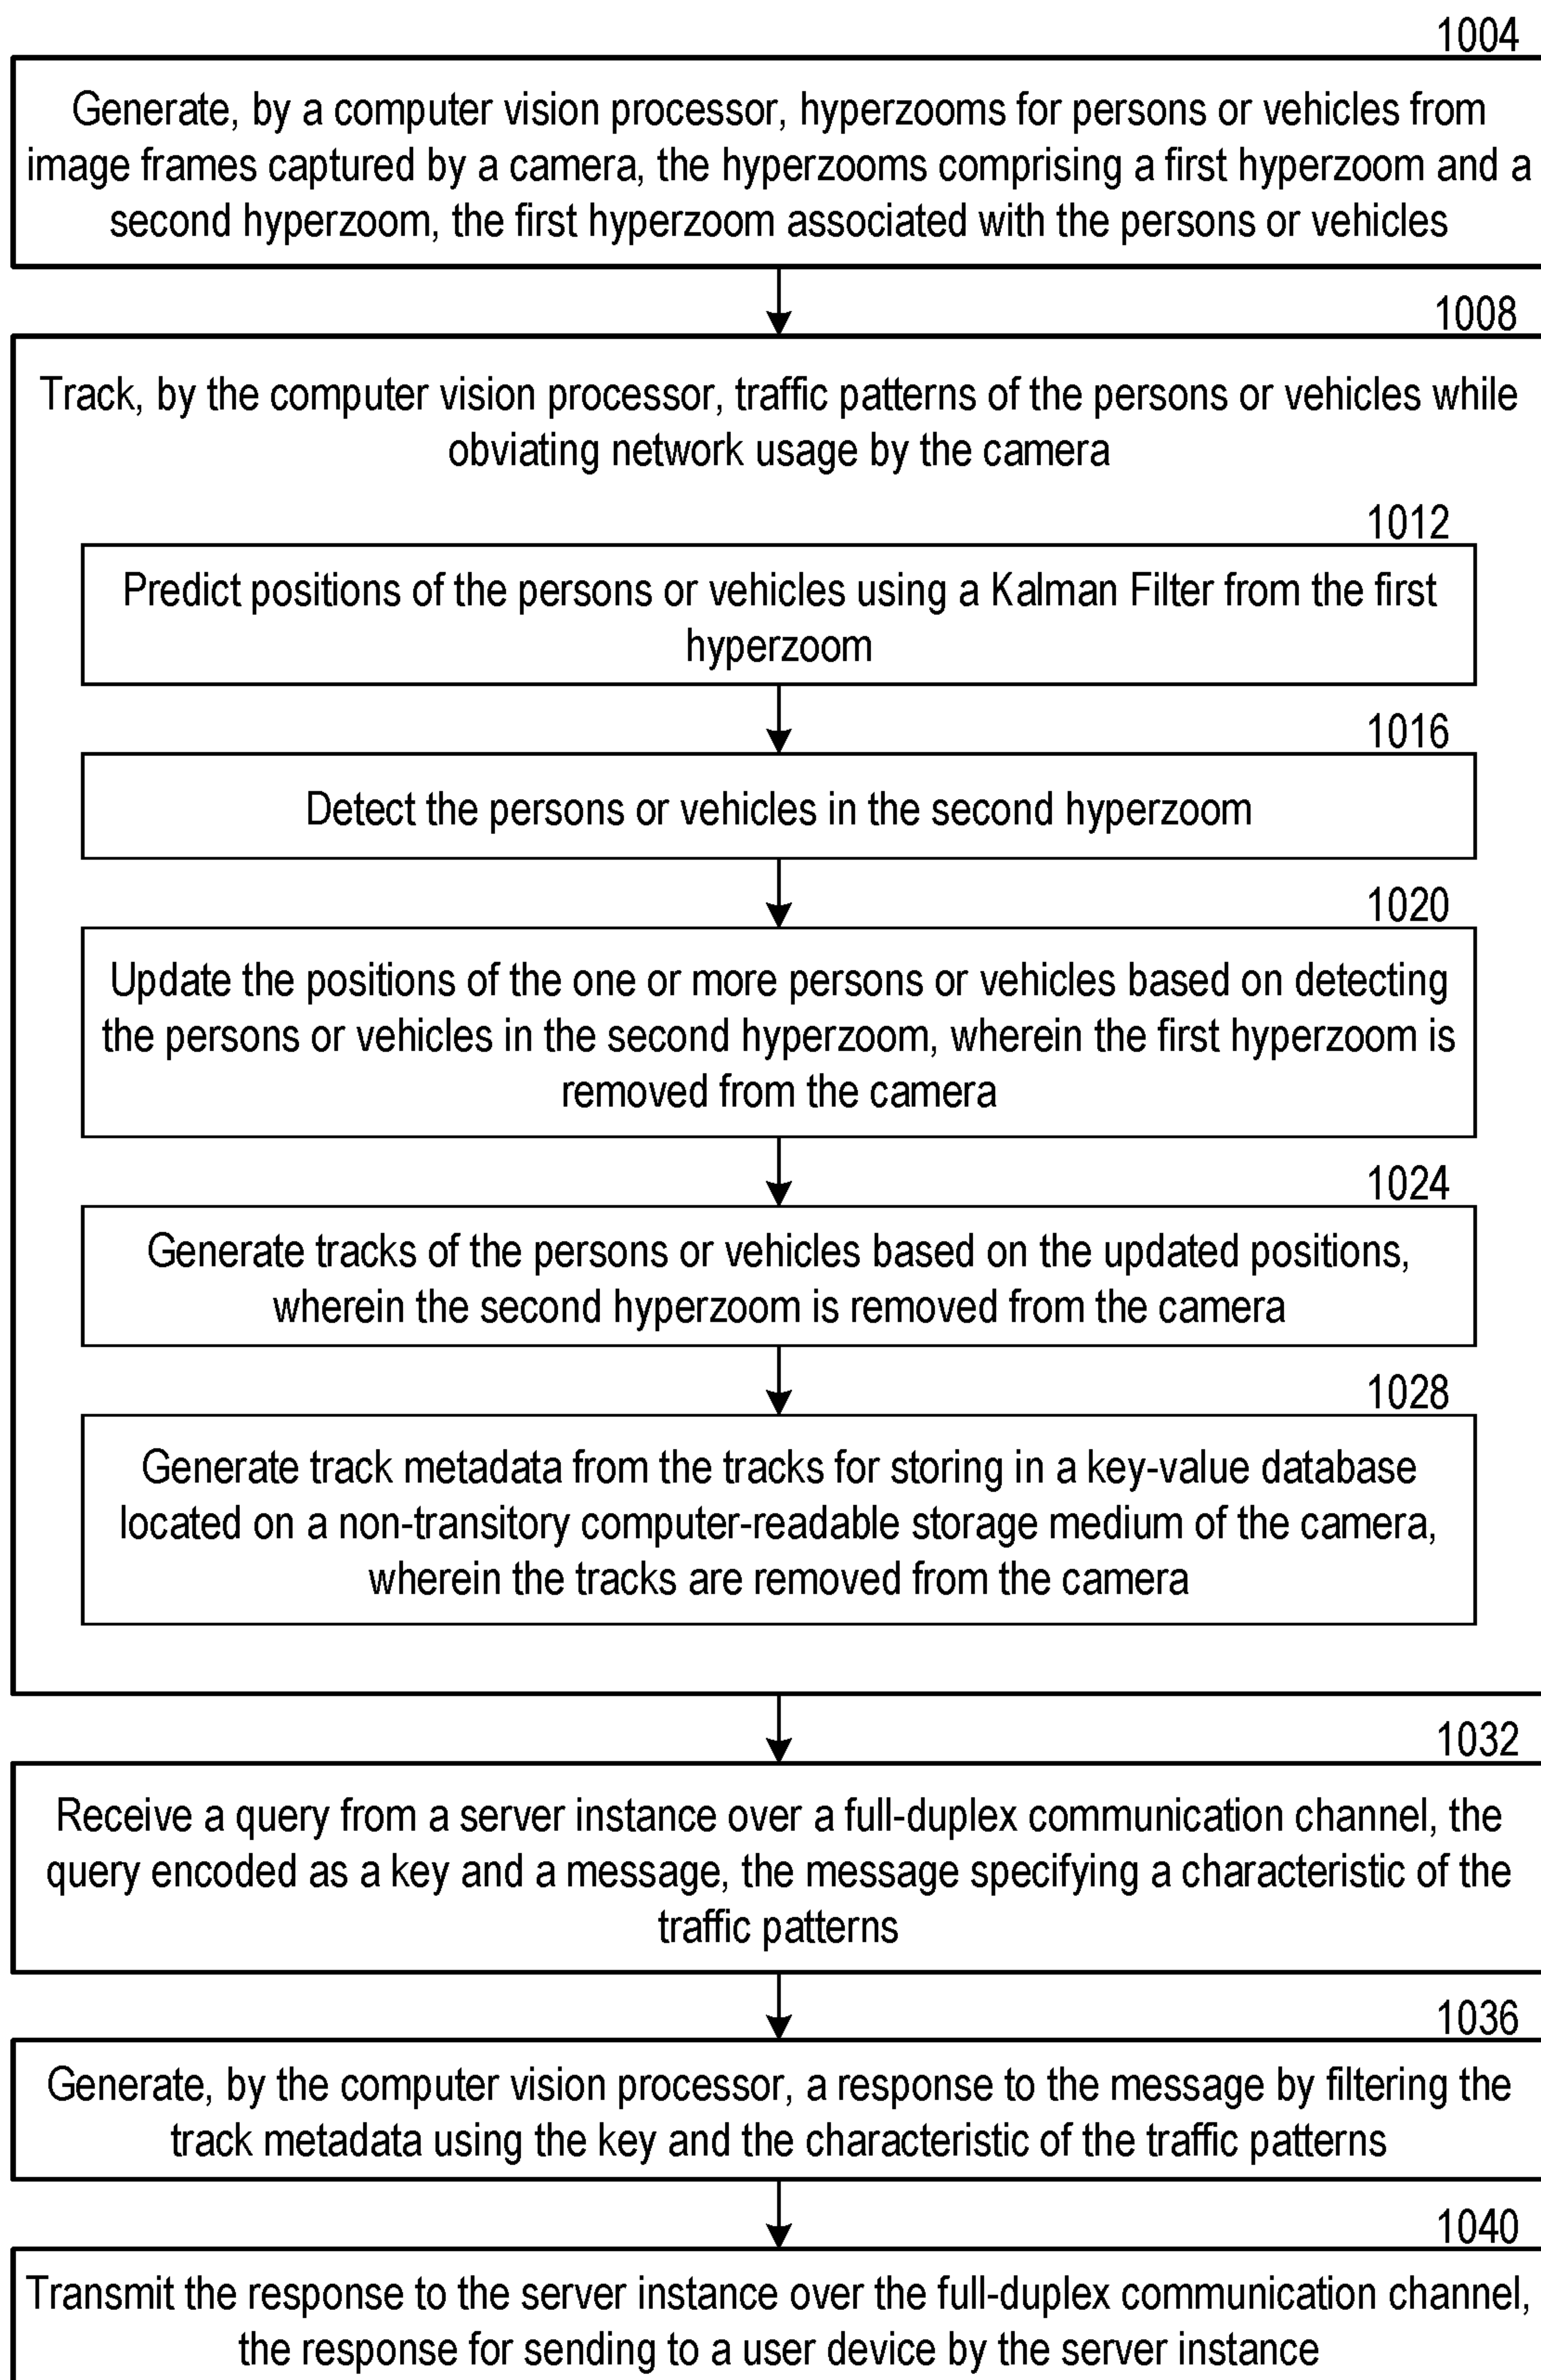 1004
Generate, by a computer vision processor, hyperzooms for persons or vehicles from
image frames captured by a camera, the hyperzooms comprising a first hyperzoom and a
second hyperzoom, the first hyperzoom associated with the persons or vehicles
1008
Track, by the computer vision processor, traffic patterns of the persons or vehicles while
obviating network usage by the camera
1012
Predict positions of the persons or vehicles using a Kalman Filter from the first
hyperzoom
1016
Detect the persons or vehicles in the second hyperzoom
1020
Update the positions of the one or more persons or vehicles based on detecting
the persons or vehicles in the second hyperzoom, wherein the first hyperzoom is
removed from the camera
1024
Generate tracks of the persons or vehicles based on the updated positions,
wherein the second hyperzoom is removed from the camera
1028
Generate track metadata from the tracks for storing in a key-value database
located on a non-transitory computer-readable storage medium of the camera,
wherein the tracks are removed from the camera
1032
Receive a query from a server instance over a full-duplex communication channel, the
query encoded as a key and a message, the message specifying a characteristic of the
traffic patterns
1036
Generate, by the computer vision processor, a response to the message by filtering the
track metadata using the key and the characteristic of the traffic patterns
1040
Transmit the response to the server instance over the full-duplex communication channel,
the response for sending to a user device by the server instance